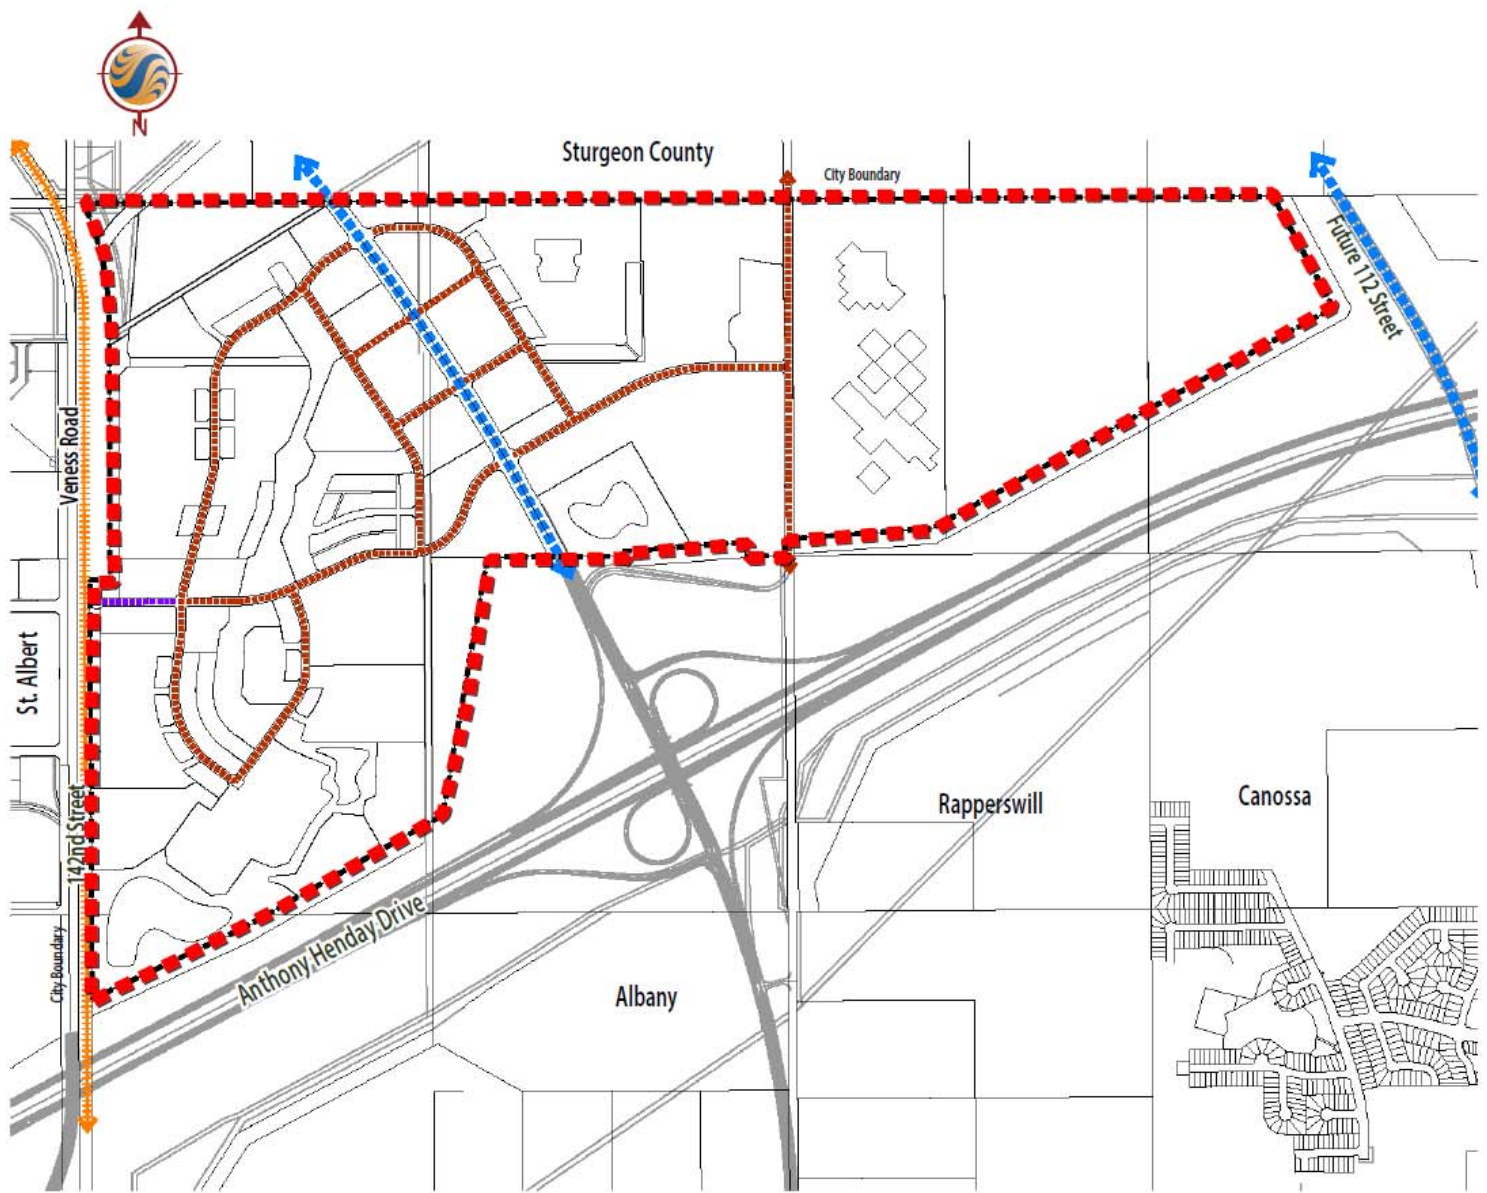 N
Sturgeon County
City Boundary
Future 112 Street
Veness Road
St. Albert
142nd Street
Rapperswill
Canossa
Anthony Henday Drive
City Boundary
Albany